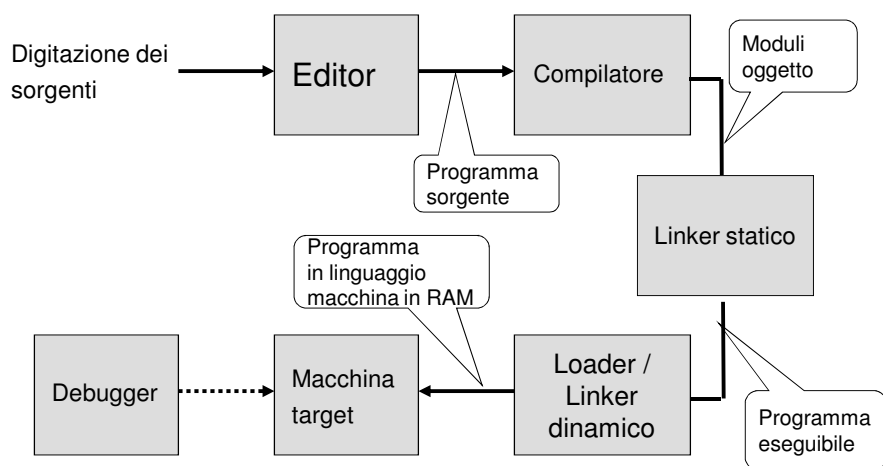 Digitazione dei
sorgenti
Editor
Compilatore
Moduli
oggetto
Programma
sorgente
Linker statico
Programma
in linguaggio
macchina in RAM
Debugger
Macchina
target
Loader /
Linker
dinamico
Programma
eseguibile